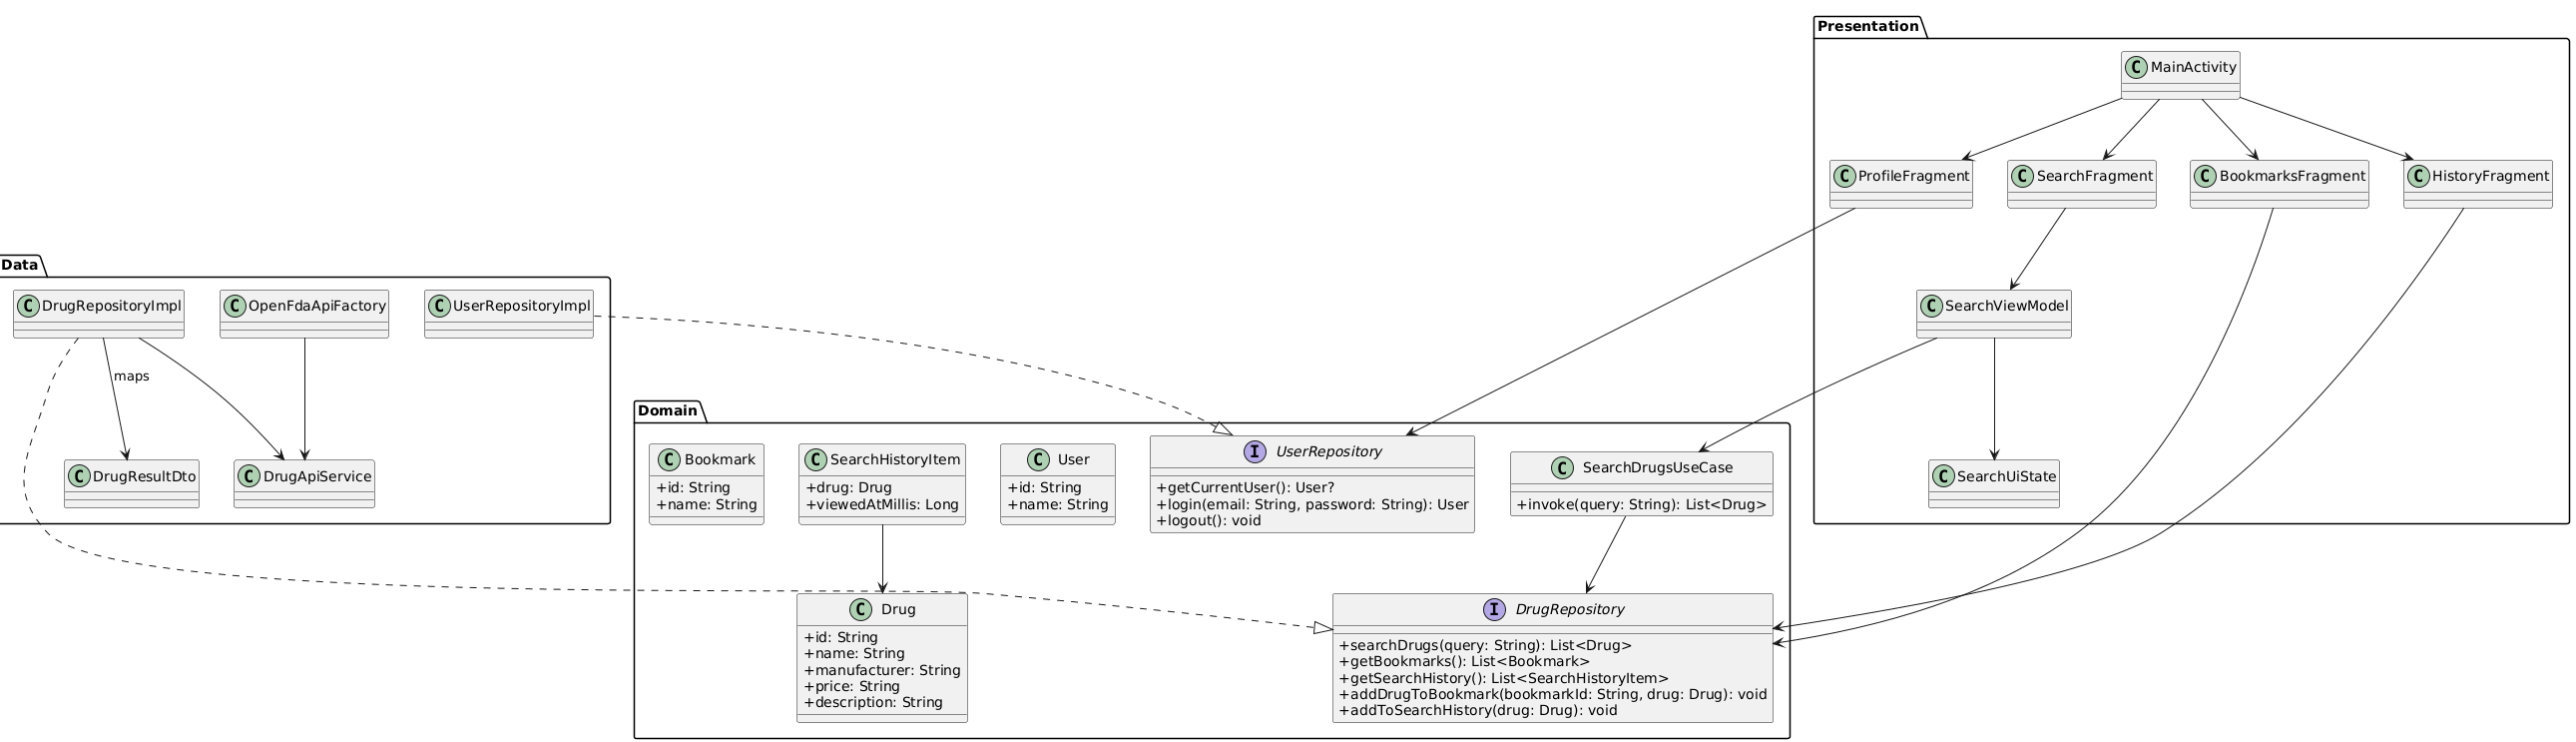 Presentation
C MainActivity
C ProfileFragment
C SearchFragment
C BookmarksFragment
C HistoryFragment
C SearchViewModel
C SearchUiState
Data
C DrugRepositoryImpl
C OpenFdaApiFactory
C UserRepositoryImpl
maps
C DrugResultDto
C DrugApiService
Domain
C Bookmark
+id: String
+name: String
C SearchHistoryItem
+drug: Drug
+viewedAtMillis: Long
C User
+id: String
+name: String
I UserRepository
+getCurrentUser(): User?
+login(email: String, password: String): User
+logout(): void
C SearchDrugsUseCase
+invoke(query: String): List<Drug>
C Drug
+id: String
+name: String
+manufacturer: String
+price: String
+description: String
I DrugRepository
+searchDrugs(query: String): List<Drug>
+getBookmarks(): List<Bookmark>
+getSearchHistory(): List<SearchHistoryItem>
+addDrugToBookmark(bookmarkId: String, drug: Drug): void
+addToSearchHistory(drug: Drug): void